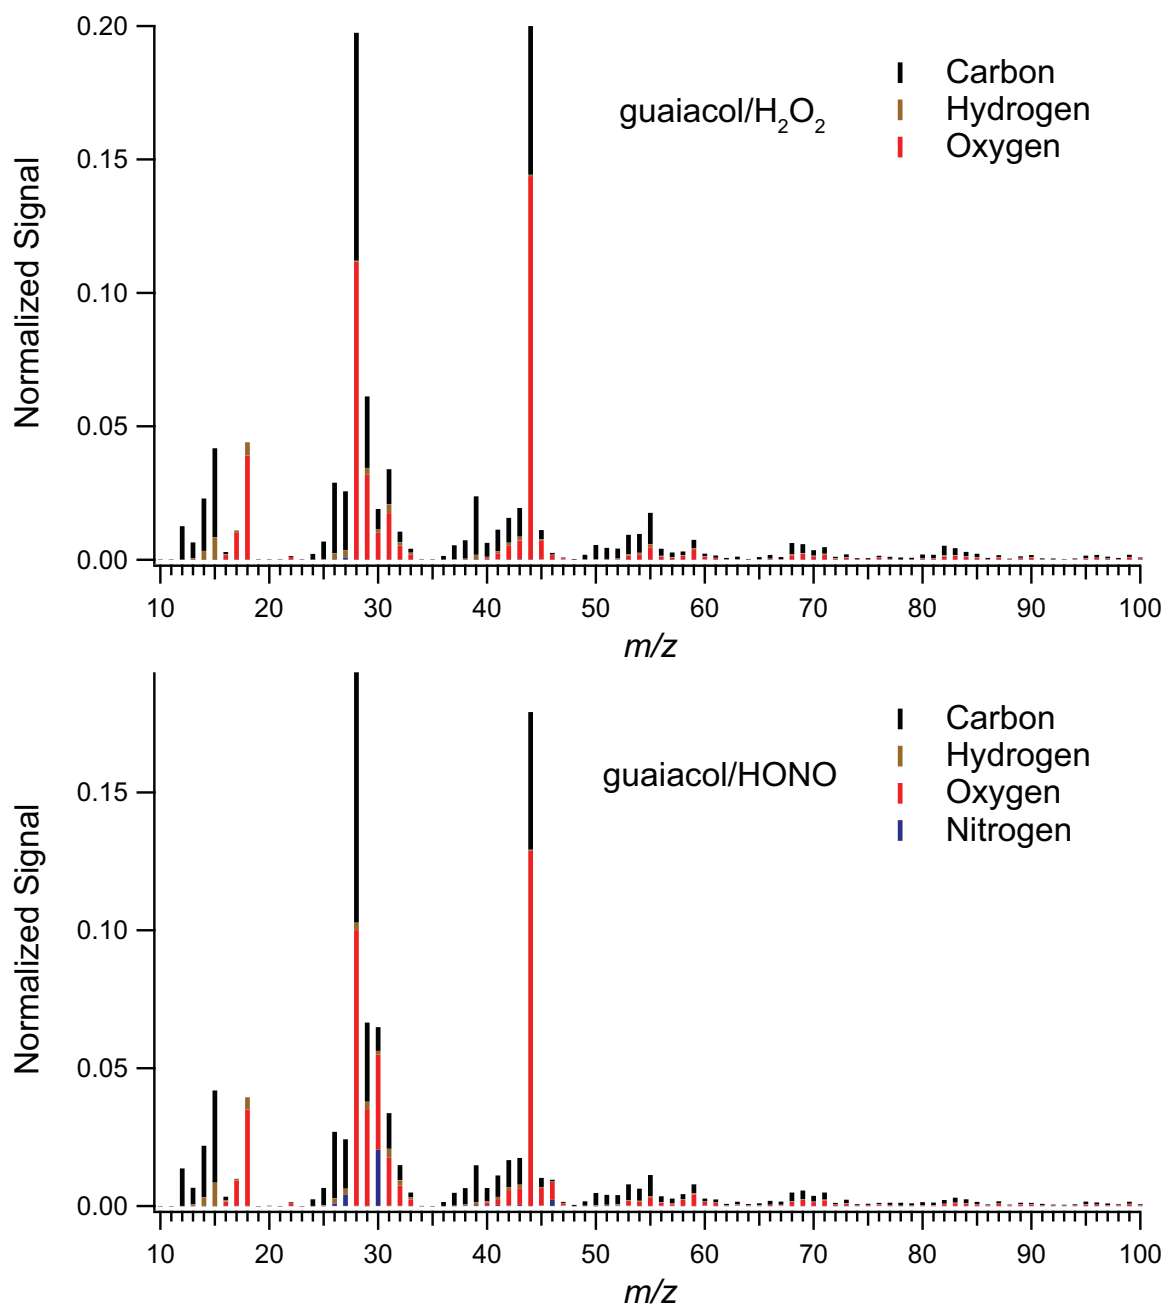 0.20
0.15
0.10
0.05
0.00
Normalized Signal
guaiacol/H₂O₂
Carbon
Hydrogen
Oxygen
10 20 30 40 50 60 70 80 90 100
m/z
0.15
0.10
0.05
0.00
Normalized Signal
guaiacol/HONO
Carbon
Hydrogen
Oxygen
Nitrogen
10 20 30 40 50 60 70 80 90 100
m/z